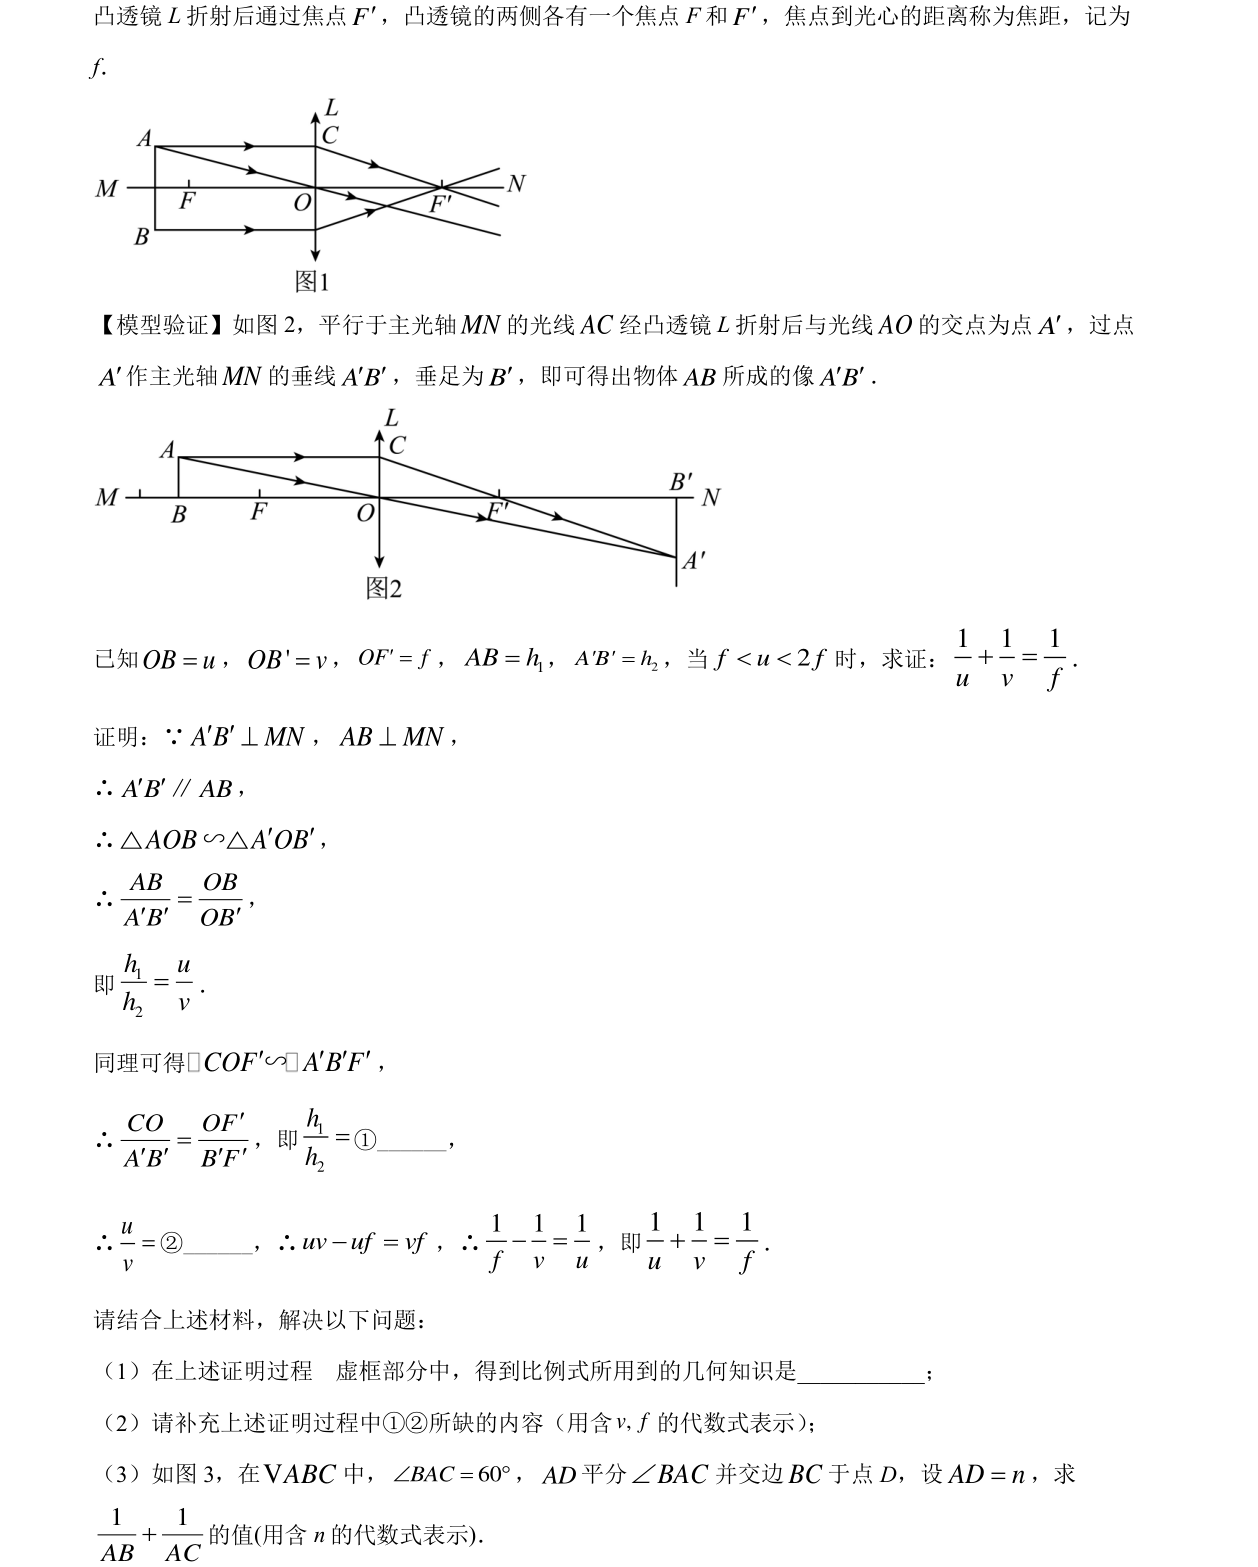 凸透镜 L 折射后通过焦点 F′，凸透镜的两侧各有一个焦点 F 和 F′，焦点到光心的距离称为焦距，记为
f.
L
A C
M F O F′ N
B
图1
【模型验证】如图 2，平行于主光轴 MN 的光线 AC 经凸透镜 L 折射后与光线 AO 的交点为点 A′，过点
A′ 作主光轴 MN 的垂线 A′B′，垂足为 B′，即可得出物体 AB 所成的像 A′B′．
L
A C
B′
M B F O F′ N
A′
图2
已知 OB = u，OB' = v，OF′ = f，AB = h₁，A′B′ = h₂，当 f < u < 2f 时，求证：1/u + 1/v = 1/f．
证明：∵ A′B′ ⊥ MN，AB ⊥ MN，
∴ A′B′ ∥ AB，
∴ △AOB ∽ △A′OB′，
∴ AB/A′B′ = OB/OB′，
即 h₁/h₂ = u/v．
同理可得□COF′∽□A′B′F′，
∴ CO/A′B′ = OF′/B′F′，即 h₁/h₂ = ①______，
∴ u/v = ②______，∴ uv − uf = vf，∴ 1/f − 1/v = 1/u，即 1/u + 1/v = 1/f．
请结合上述材料，解决以下问题：
（1）在上述证明过程 虚框部分中，得到比例式所用到的几何知识是___________；
（2）请补充上述证明过程中①②所缺的内容（用含 v, f 的代数式表示）；
（3）如图 3，在VABC 中，∠BAC = 60°，AD 平分∠BAC 并交边 BC 于点 D，设 AD = n，求
1/AB + 1/AC 的值(用含 n 的代数式表示)．